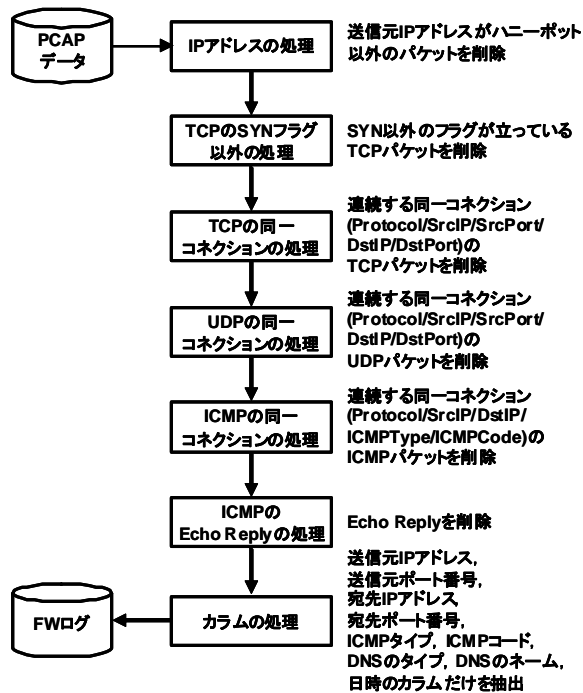 PCAP
データ
IPアドレスの処理
送信元IPアドレスがハニーポット
以外のパケットを削除
TCPのSYNフラグ
以外の処理
SYN以外のフラグが立っている
TCPパケットを削除
TCPの同一
コネクションの処理
連続する同一コネクション
(Protocol/SrcIP/SrcPort/
DstIP/DstPort)の
TCPパケットを削除
UDPの同一
コネクションの処理
連続する同一コネクション
(Protocol/SrcIP/SrcPort/
DstIP/DstPort)の
UDPパケットを削除
ICMPの同一
コネクションの処理
連続する同一コネクション
(Protocol/SrcIP/DstIP/
ICMPType/ICMPCode)の
ICMPパケットを削除
ICMPの
Echo Replyの処理
Echo Replyを削除
FWログ
カラムの処理
送信元IPアドレス,
送信元ポート番号,
宛先IPアドレス,
宛先ポート番号,
ICMPタイプ, ICMPコード,
DNSのタイプ, DNSのネーム,
日時のカラムだけを抽出